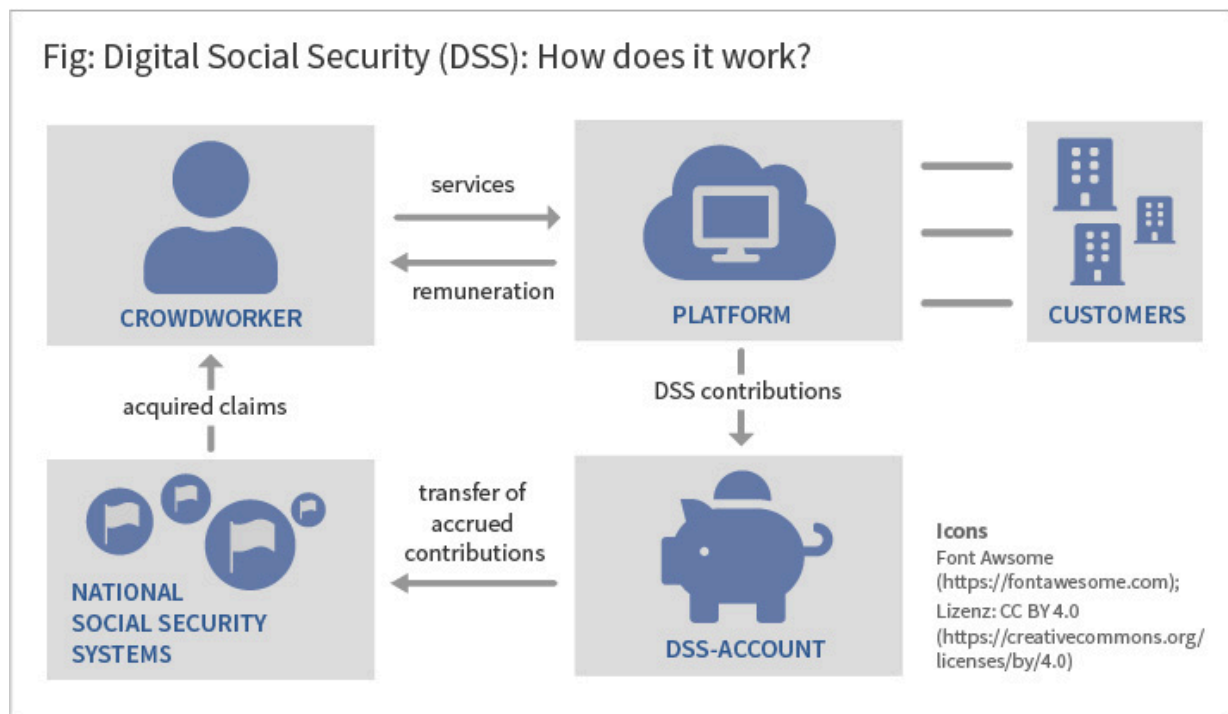 Fig: Digital Social Security (DSS): How does it work?
CROWDWORKER
services
remuneration
PLATFORM
CUSTOMERS
acquired claims
DSS contributions
NATIONAL
SOCIAL SECURITY
SYSTEMS
transfer of
accrued
contributions
DSS-ACCOUNT
Icons
Font Awsome
(https://fontawesome.com);
Lizenz: CC BY 4.0
(https://creativecommons.org/
licenses/by/4.0)